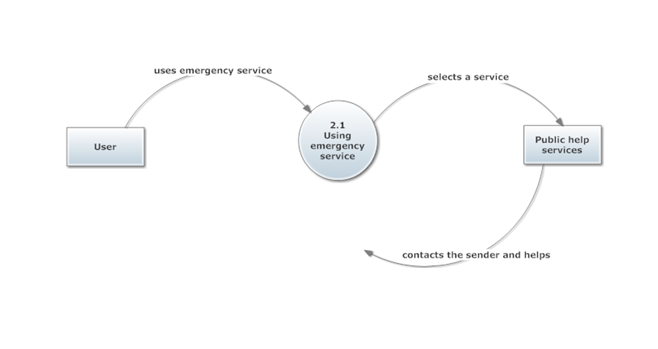 uses emergency service
selects a service
User
2.1
Using
emergency
service
Public help
services
contacts the sender and helps